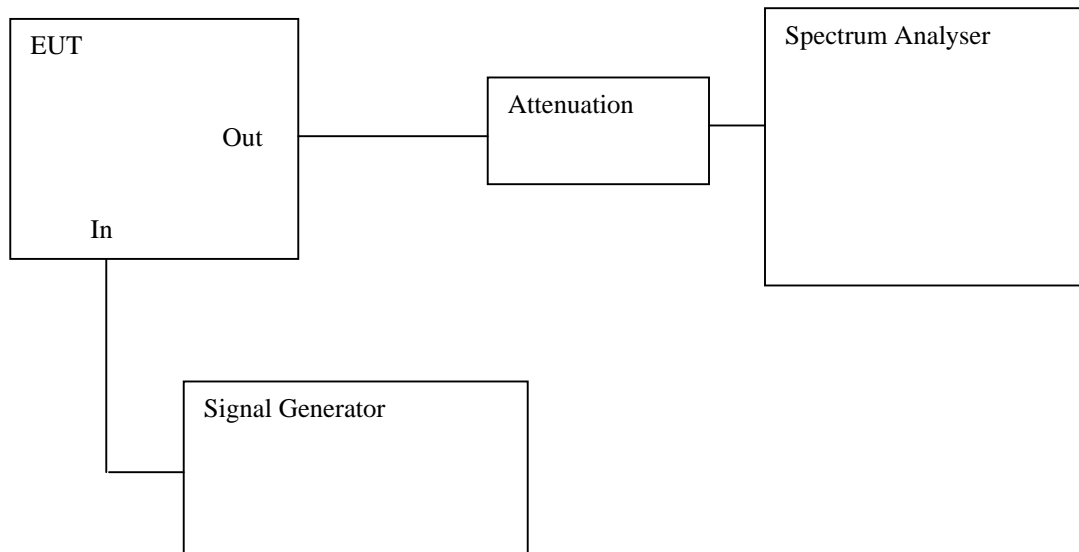 EUT
Spectrum Analyser
Attenuation
Out
In
Signal Generator